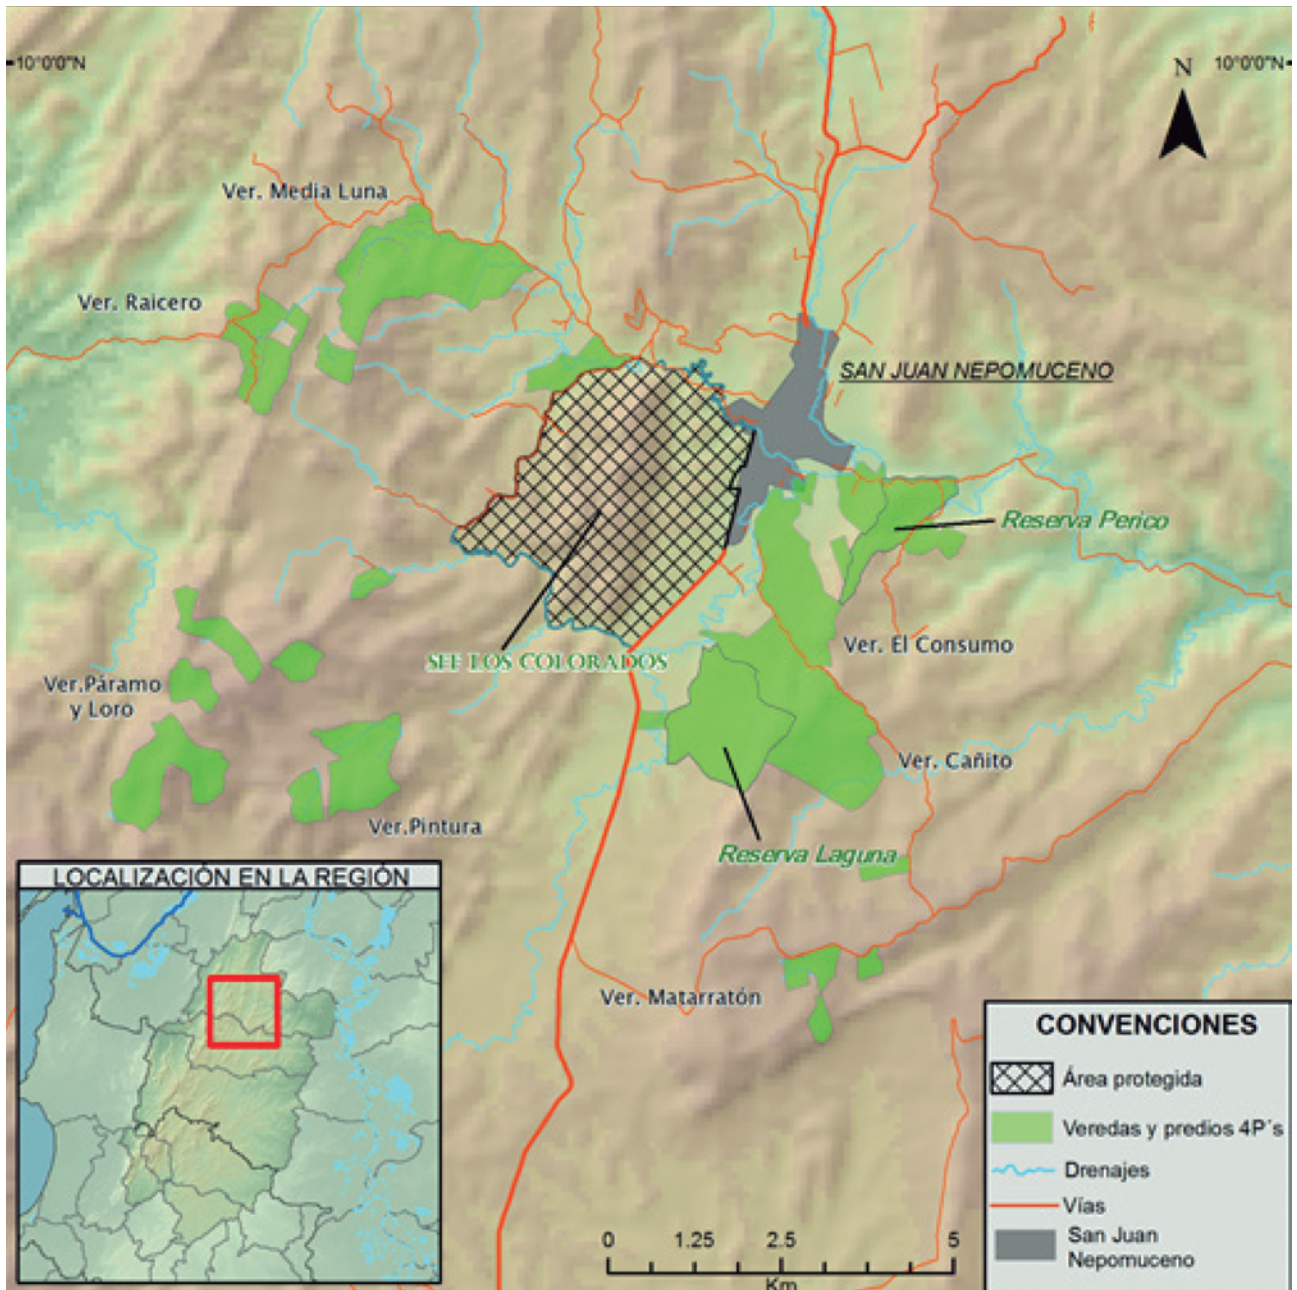 10°0'0"N
N
10°0'0"N
Ver. Media Luna
Ver. Raicero
SAN JUAN NEPOMUCENO
Reserva Perico
Ver. El Consumo
SFF LOS COLORADOS
Ver.Páramo
y Loro
Ver. Cañito
Ver.Pintura
Reserva Laguna
LOCALIZACIÓN EN LA REGIÓN
Ver. Matarratón
CONVENCIONES
Área protegida
Veredas y predios 4P´s
Drenajes
Vías
San Juan
Nepomuceno
0 1.25 2.5 5
Km